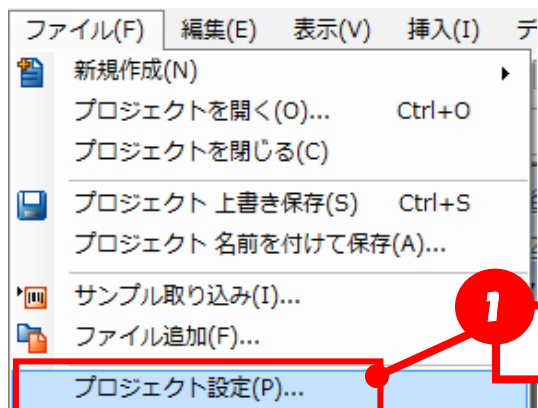 ファイル(F) 編集(E) 表示(V) 挿入(I) デ
新規作成(N)
プロジェクトを開く(O)... Ctrl+O
プロジェクトを閉じる(C)
プロジェクト 上書き保存(S) Ctrl+S
プロジェクト 名前を付けて保存(A)...
サンプル取り込み(I)...
ファイル追加(F)...
1
プロジェクト設定(P)...